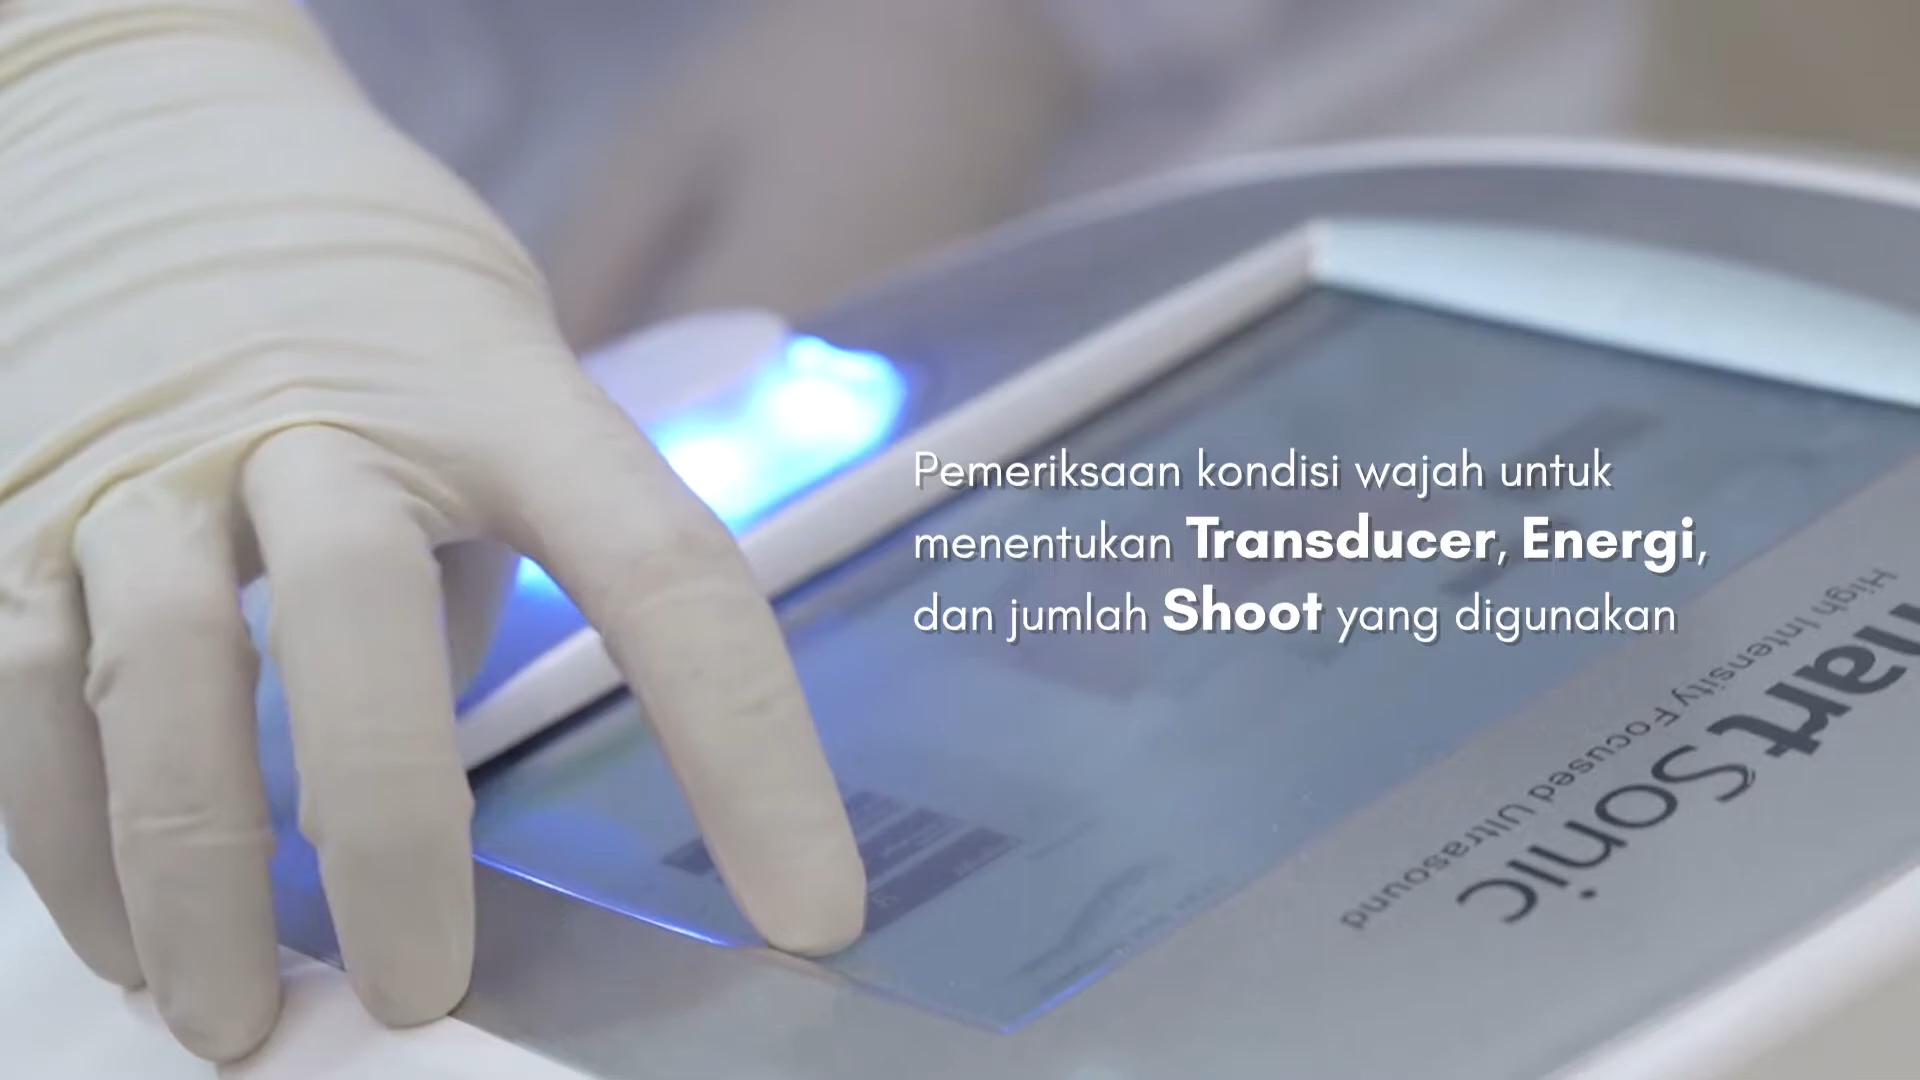 Pemeriksaan kondisi wajah untuk
menentukan Transducer, Energi,
dan jumlah Shoot yang digunakan
Sonic
High Intensity Focused Ultrasound